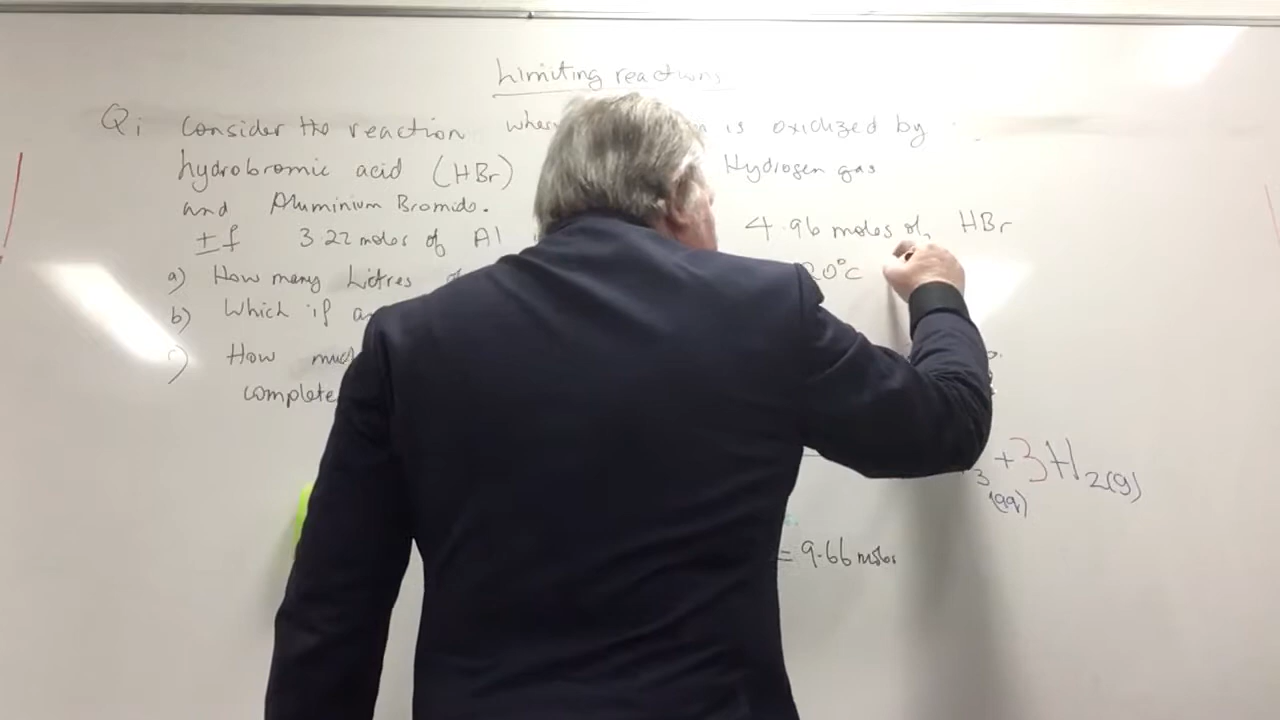 Limiting reactions
Q: Consider the reaction where is oxidized by
hydrobromic acid (HBr) Hydrogen gas
and Aluminium Bromide.
If 3.22 moles of Al 4.96 moles of HBr
a) How many Litres 20°C
b) Which if
c) How much
complete
3 (aq) + 3H2(g)
= 9.66 moles